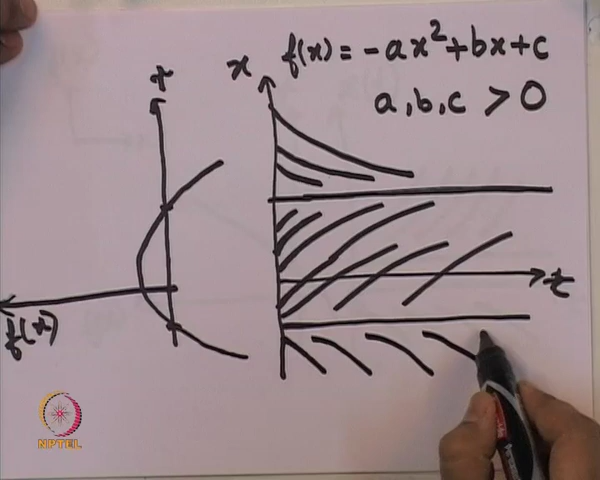 f(x) = -ax²+bx+c
a,b,c > 0
x
x
f(x)
t
NPTEL